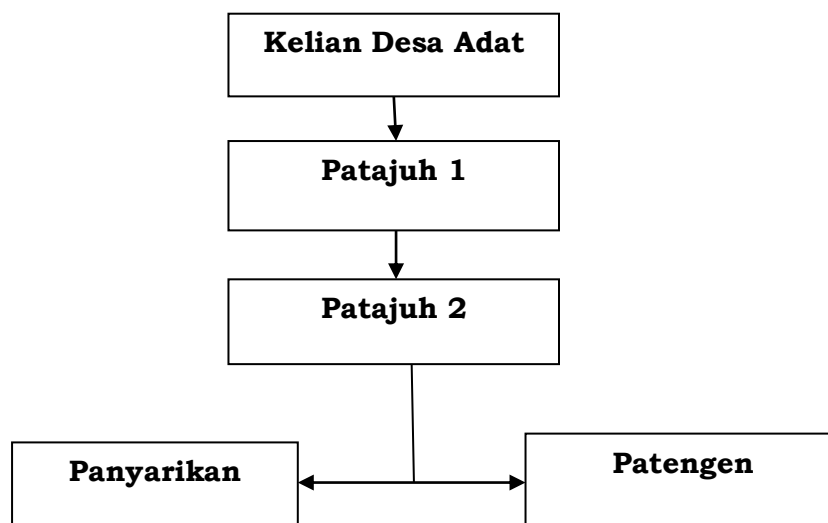 Kelian Desa Adat
Patajuh 1
Patajuh 2
Panyarikan
Patengen